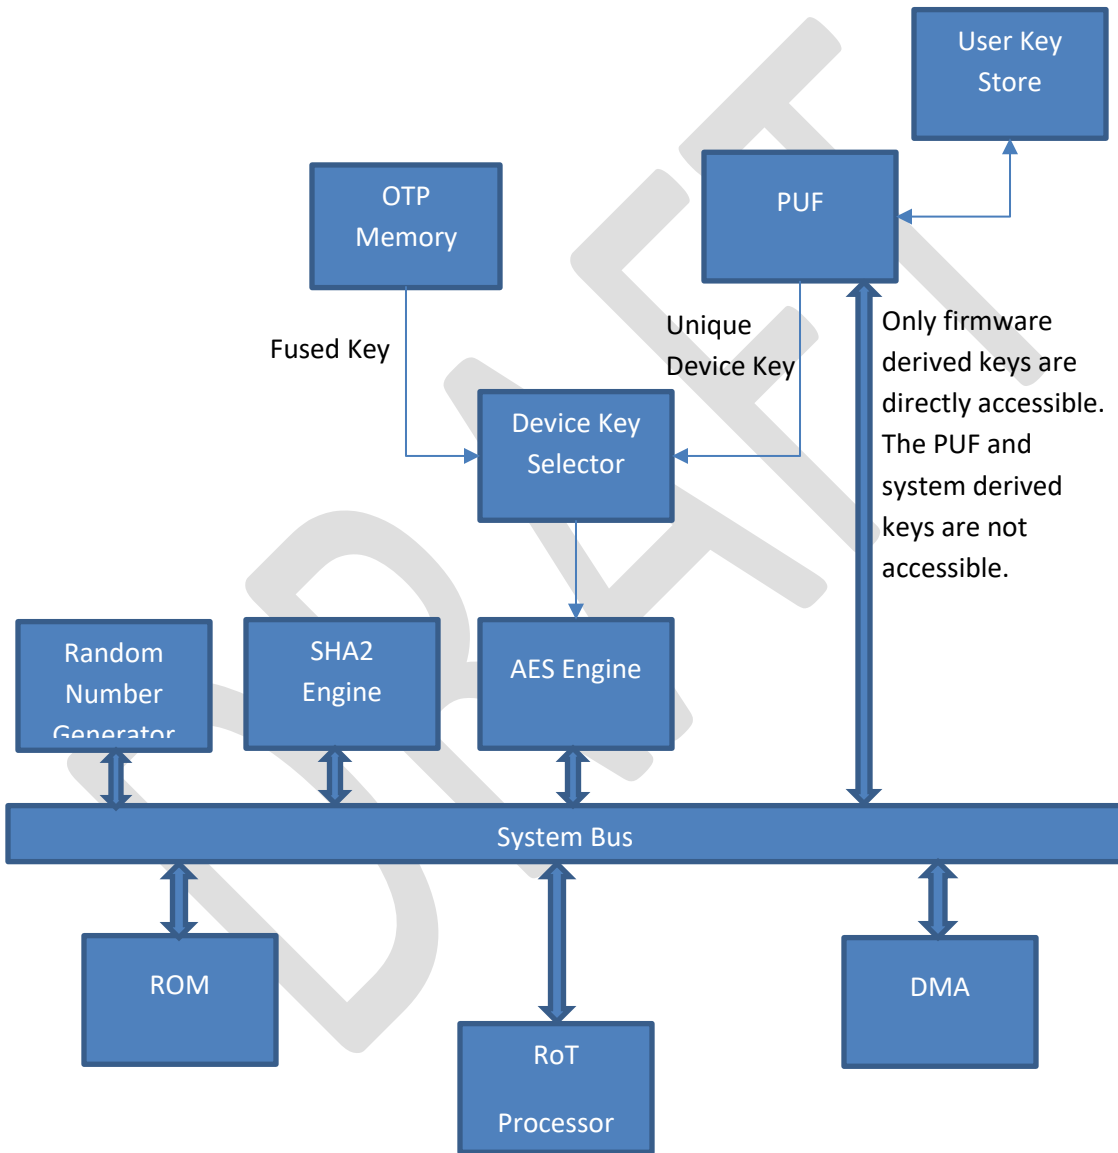 User Key
Store
OTP
Memory
PUF
Fused Key
Unique
Device Key
Only firmware
derived keys are
directly accessible.
The PUF and
system derived
keys are not
accessible.
Device Key
Selector
Random
Number
Generator
SHA2
Engine
AES Engine
System Bus
ROM
RoT
Processor
DMA
DRAFT